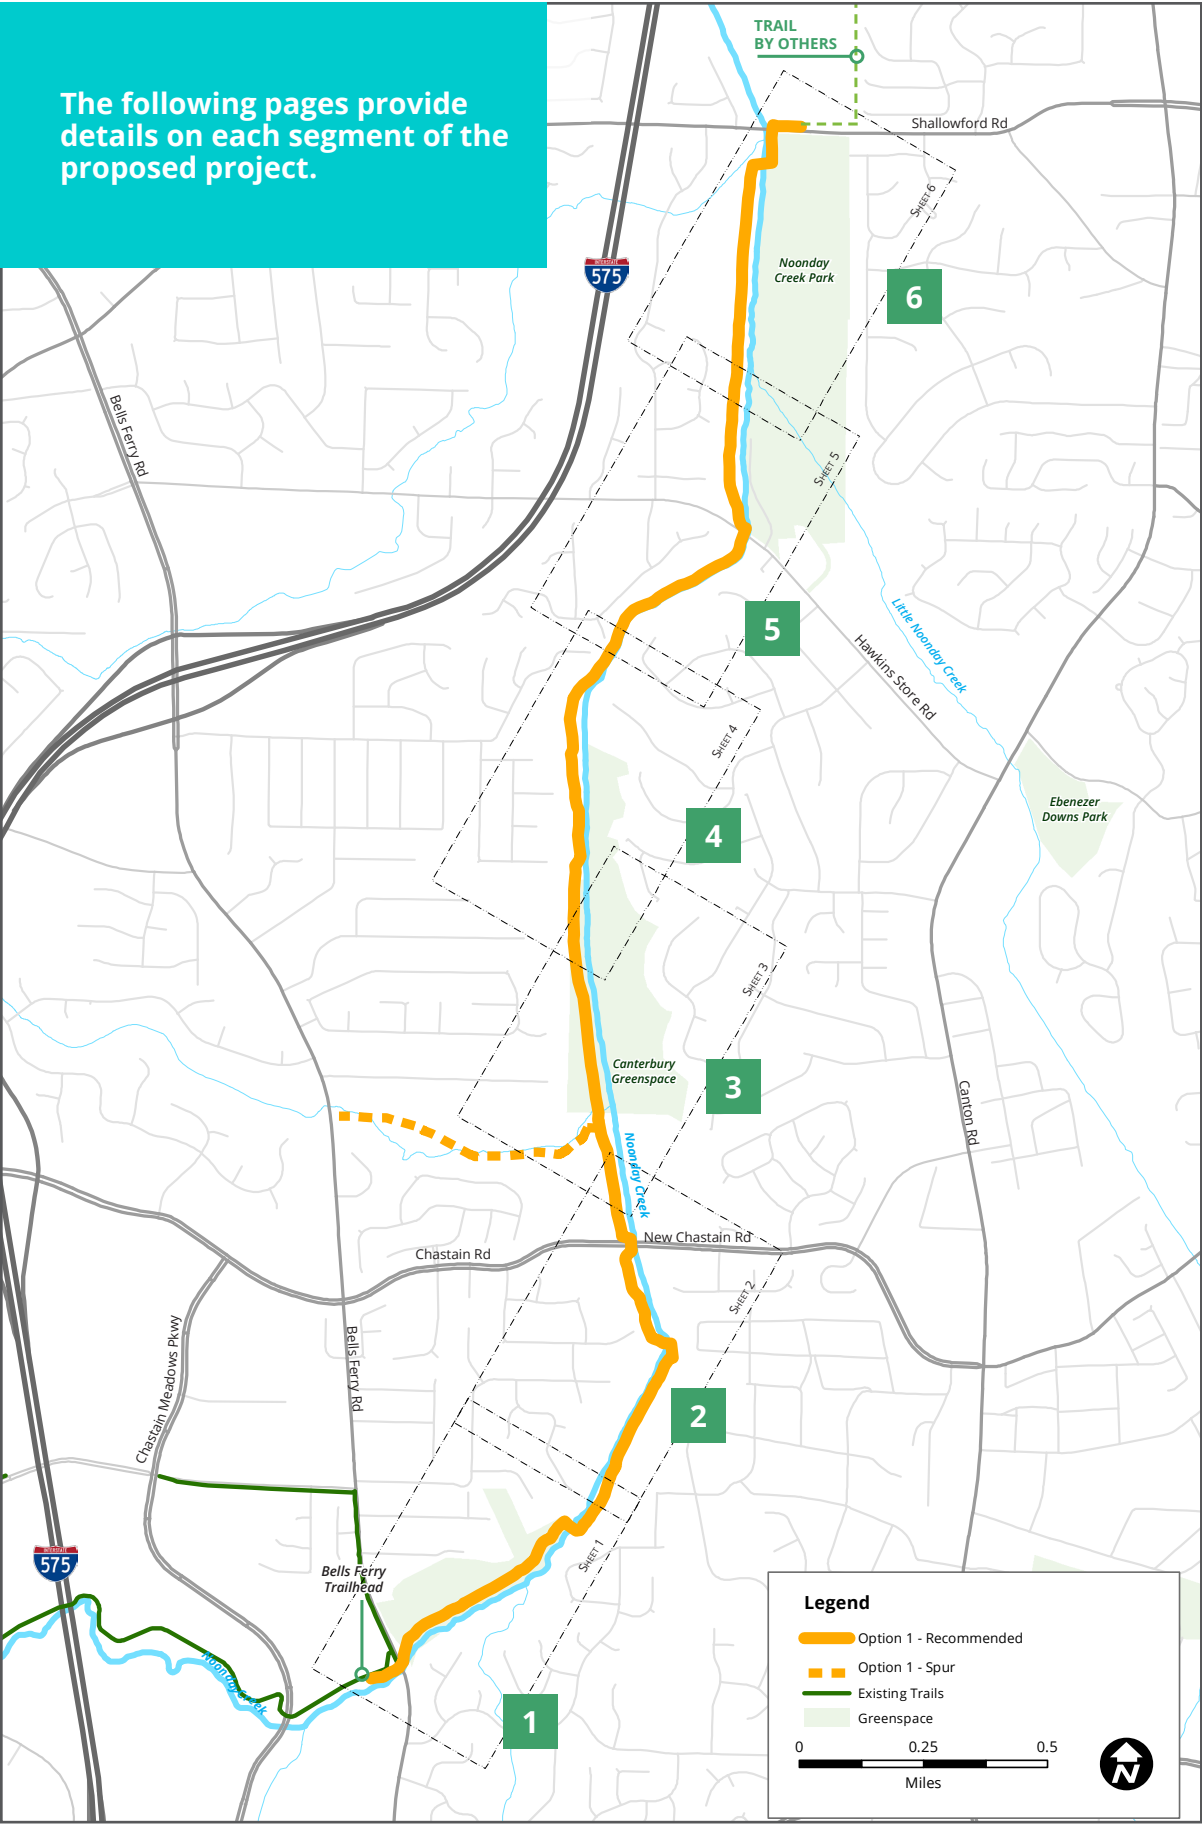 The following pages provide
details on each segment of the
proposed project.
TRAIL
BY OTHERS
Shallowford Rd
SHEET 6
INTERSTATE
575
Noonday
Creek Park
6
Bells Ferry Rd
SHEET 5
5
Little Noonday Creek
Hawkins Store Rd
SHEET 4
4
Ebenezer
Downs Park
SHEET 3
Canterbury
Greenspace
3
Canton Rd
Noonday Creek
New Chastain Rd
Chastain Rd
SHEET 2
Chastain Meadows Pkwy
Bells Ferry Rd
2
SHEET 1
INTERSTATE
575
Bells Ferry
Trailhead
Noonday Creek
1
Legend
Option 1 - Recommended
Option 1 - Spur
Existing Trails
Greenspace
0 0.25 0.5
Miles
N